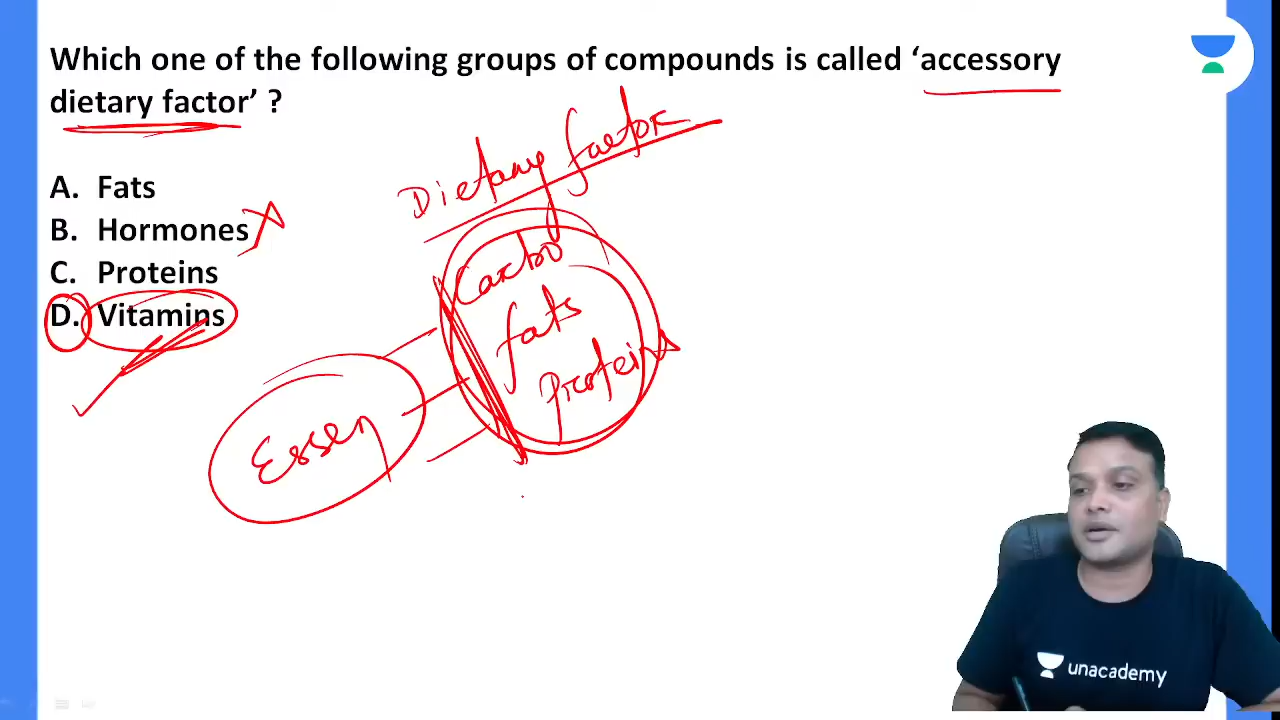 Which one of the following groups of compounds is called ‘accessory
dietary factor’ ?
A. Fats
B. Hormones
C. Proteins
D. Vitamins
Dietary factor
Carbo
fats
Protein
Essen
unacademy